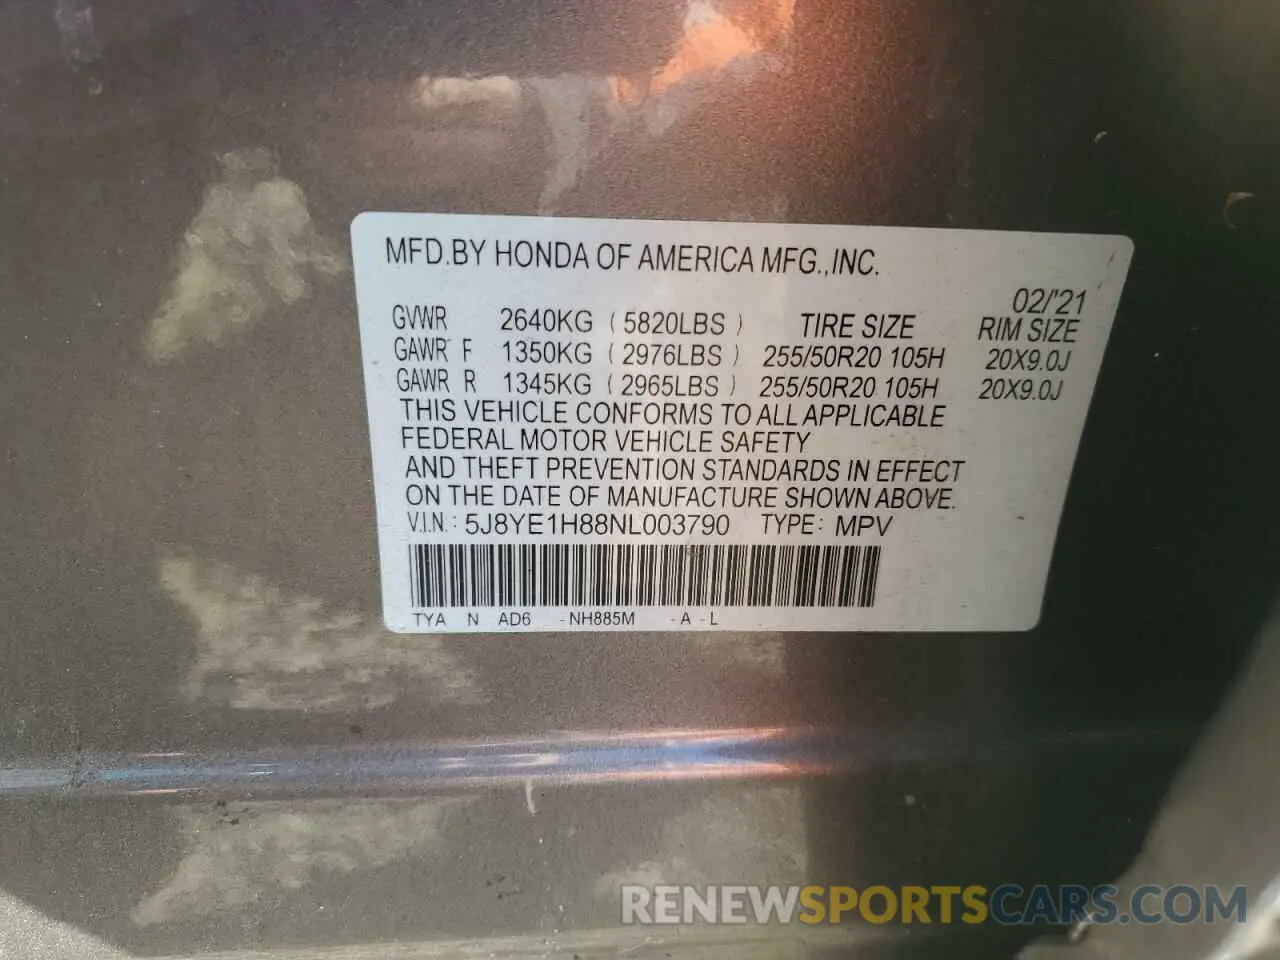 MFD.BY HONDA OF AMERICA MFG.,INC.
02/'21
GVWR 2640KG (5820LBS) TIRE SIZE RIM SIZE
GAWR F 1350KG (2976LBS) 255/50R20 105H 20X9.0J
GAWR R 1345KG (2965LBS) 255/50R20 105H 20X9.0J
THIS VEHICLE CONFORMS TO ALL APPLICABLE
FEDERAL MOTOR VEHICLE SAFETY
AND THEFT PREVENTION STANDARDS IN EFFECT
ON THE DATE OF MANUFACTURE SHOWN ABOVE.
V.I.N.: 5J8YE1H88NL003790 TYPE: MPV
TYA N AD6 -NH885M -A -L
RENEWSPORTSCARS.COM